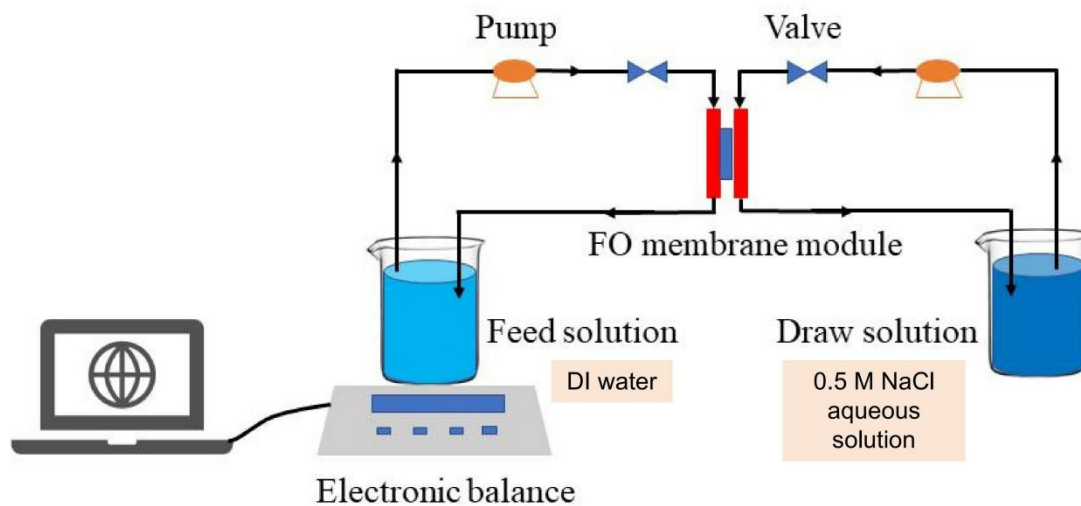 Pump
Valve
FO membrane module
Feed solution
Draw solution
DI water
0.5 M NaCl
aqueous
solution
Electronic balance